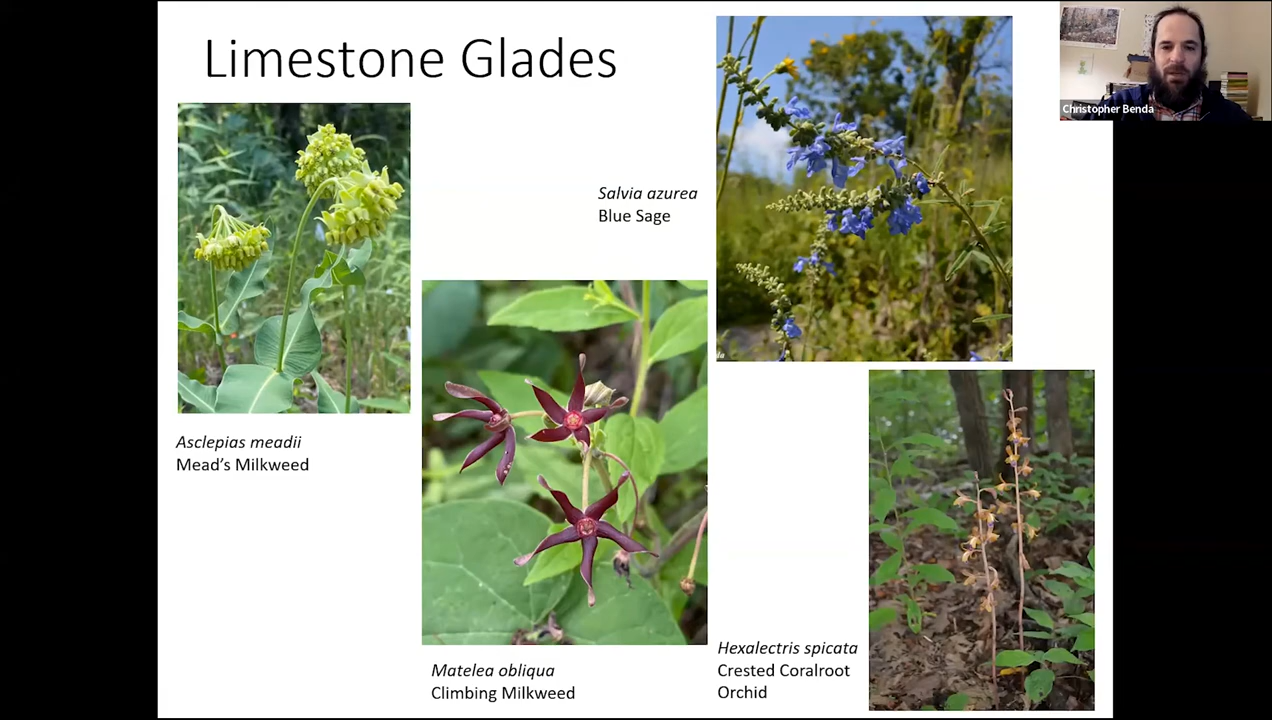 Limestone Glades
Christopher Benda
Salvia azurea
Blue Sage
Asclepias meadii
Mead's Milkweed
Matelea obliqua
Climbing Milkweed
Hexalectris spicata
Crested Coralroot
Orchid